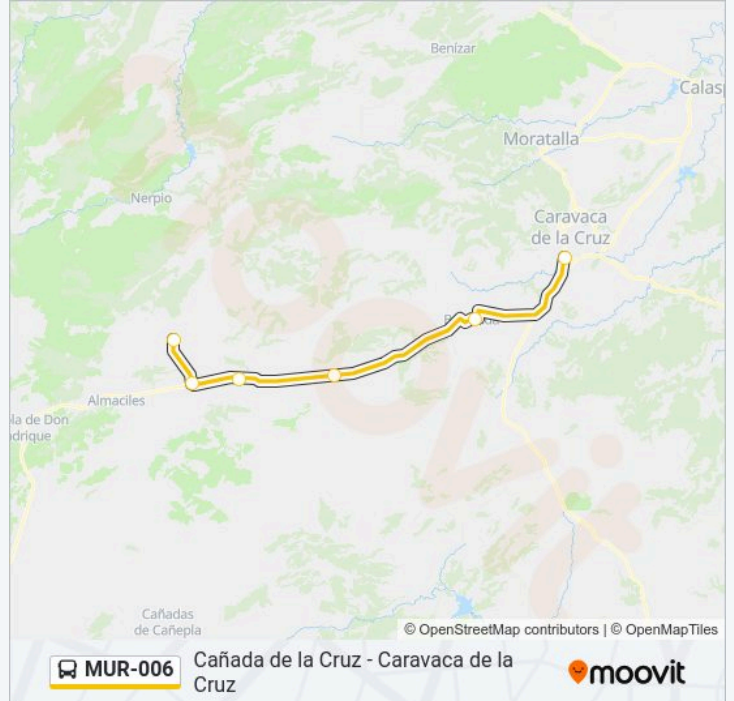 Benízar
Calasp
Moratalla
Nerpio
Caravaca
de la Cruz
Almaciles
la de Don
drique
Cañadas
de Cañepla
© OpenStreetMap contributors | © OpenMapTiles
MUR-006
Cañada de la Cruz - Caravaca de la
Cruz
moovit